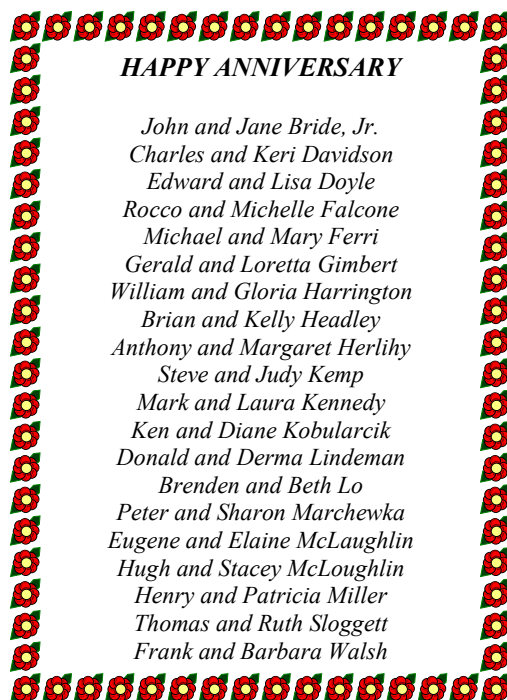 HAPPY ANNIVERSARY
John and Jane Bride, Jr.
Charles and Keri Davidson
Edward and Lisa Doyle
Rocco and Michelle Falcone
Michael and Mary Ferri
Gerald and Loretta Gimbert
William and Gloria Harrington
Brian and Kelly Headley
Anthony and Margaret Herlihy
Steve and Judy Kemp
Mark and Laura Kennedy
Ken and Diane Kobularcik
Donald and Derma Lindeman
Brenden and Beth Lo
Peter and Sharon Marchewka
Eugene and Elaine McLaughlin
Hugh and Stacey McLoughlin
Henry and Patricia Miller
Thomas and Ruth Sloggett
Frank and Barbara Walsh